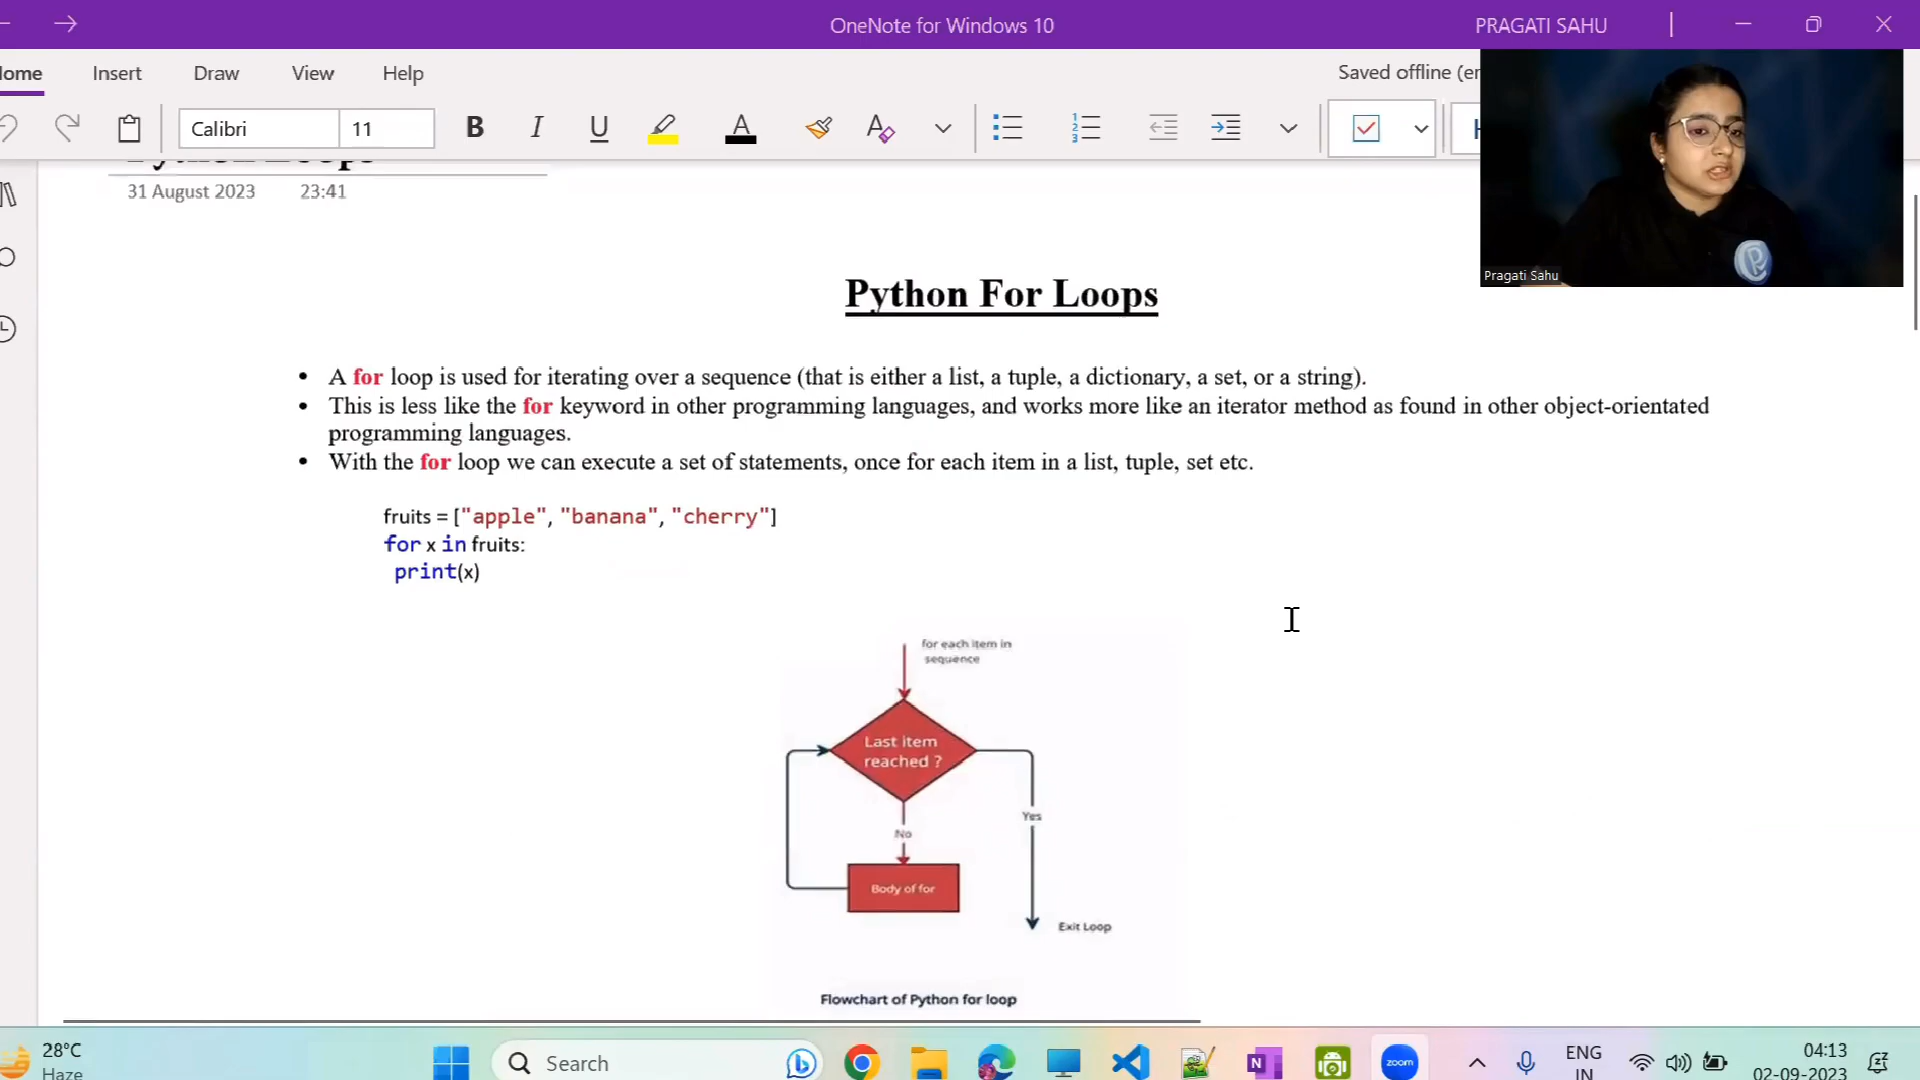 OneNote for Windows 10
PRAGATI SAHU
Home Insert Draw View Help
Saved offline (er
Calibri 11 B I U
Python Loops
31 August 2023 23:41
Pragati Sahu
Python For Loops
• A for loop is used for iterating over a sequence (that is either a list, a tuple, a dictionary, a set, or a string).
• This is less like the for keyword in other programming languages, and works more like an iterator method as found in other object-orientated
programming languages.
• With the for loop we can execute a set of statements, once for each item in a list, tuple, set etc.
fruits = ["apple", "banana", "cherry"]
for x in fruits:
print(x)
for each item in
sequence
Last item
reached ?
Yes
No
Body of for
Exit Loop
Flowchart of Python for loop
28°C
Haze
Search
zoom
ENG
IN
04:13
02-09-2023